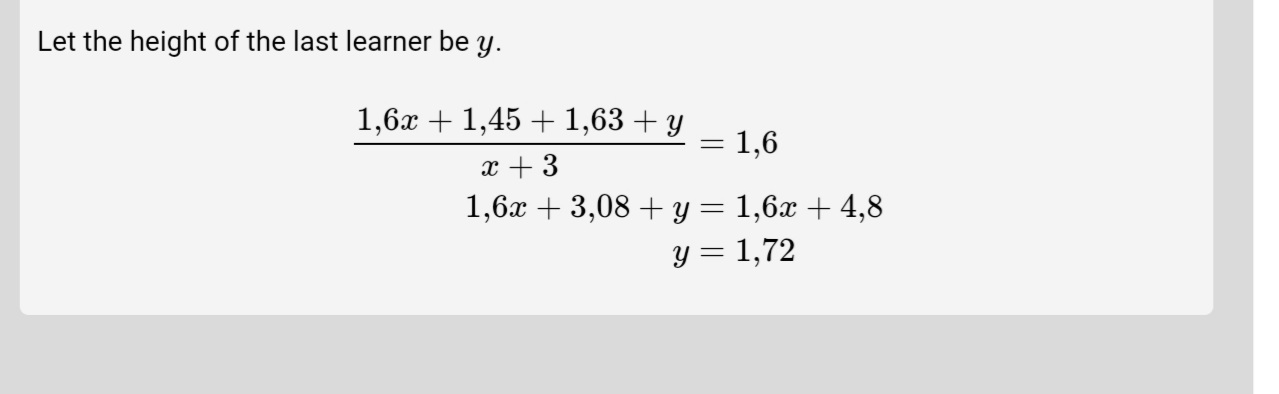 Let the height of the last learner be y.
1,6x + 1,45 + 1,63 + y
x + 3
= 1,6
1,6x + 3,08 + y = 1,6x + 4,8
y = 1,72